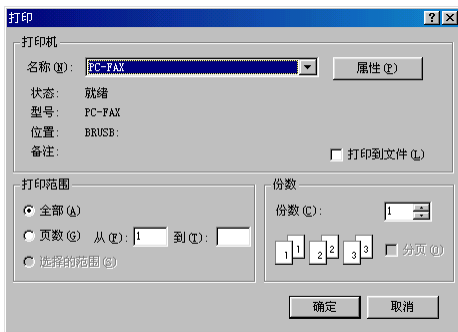 打印
打印机
名称(N): PC-FAX 属性(P)
状态: 就绪
型号: PC-FAX
位置: BRUSB:
备注: 打印到文件(L)
打印范围
全部(A)
页数(G) 从(F): 1 到(T):
选择的范围(S)
份数
份数(C): 1
1 1 2 2 3 3 分页(O)
确定 取消